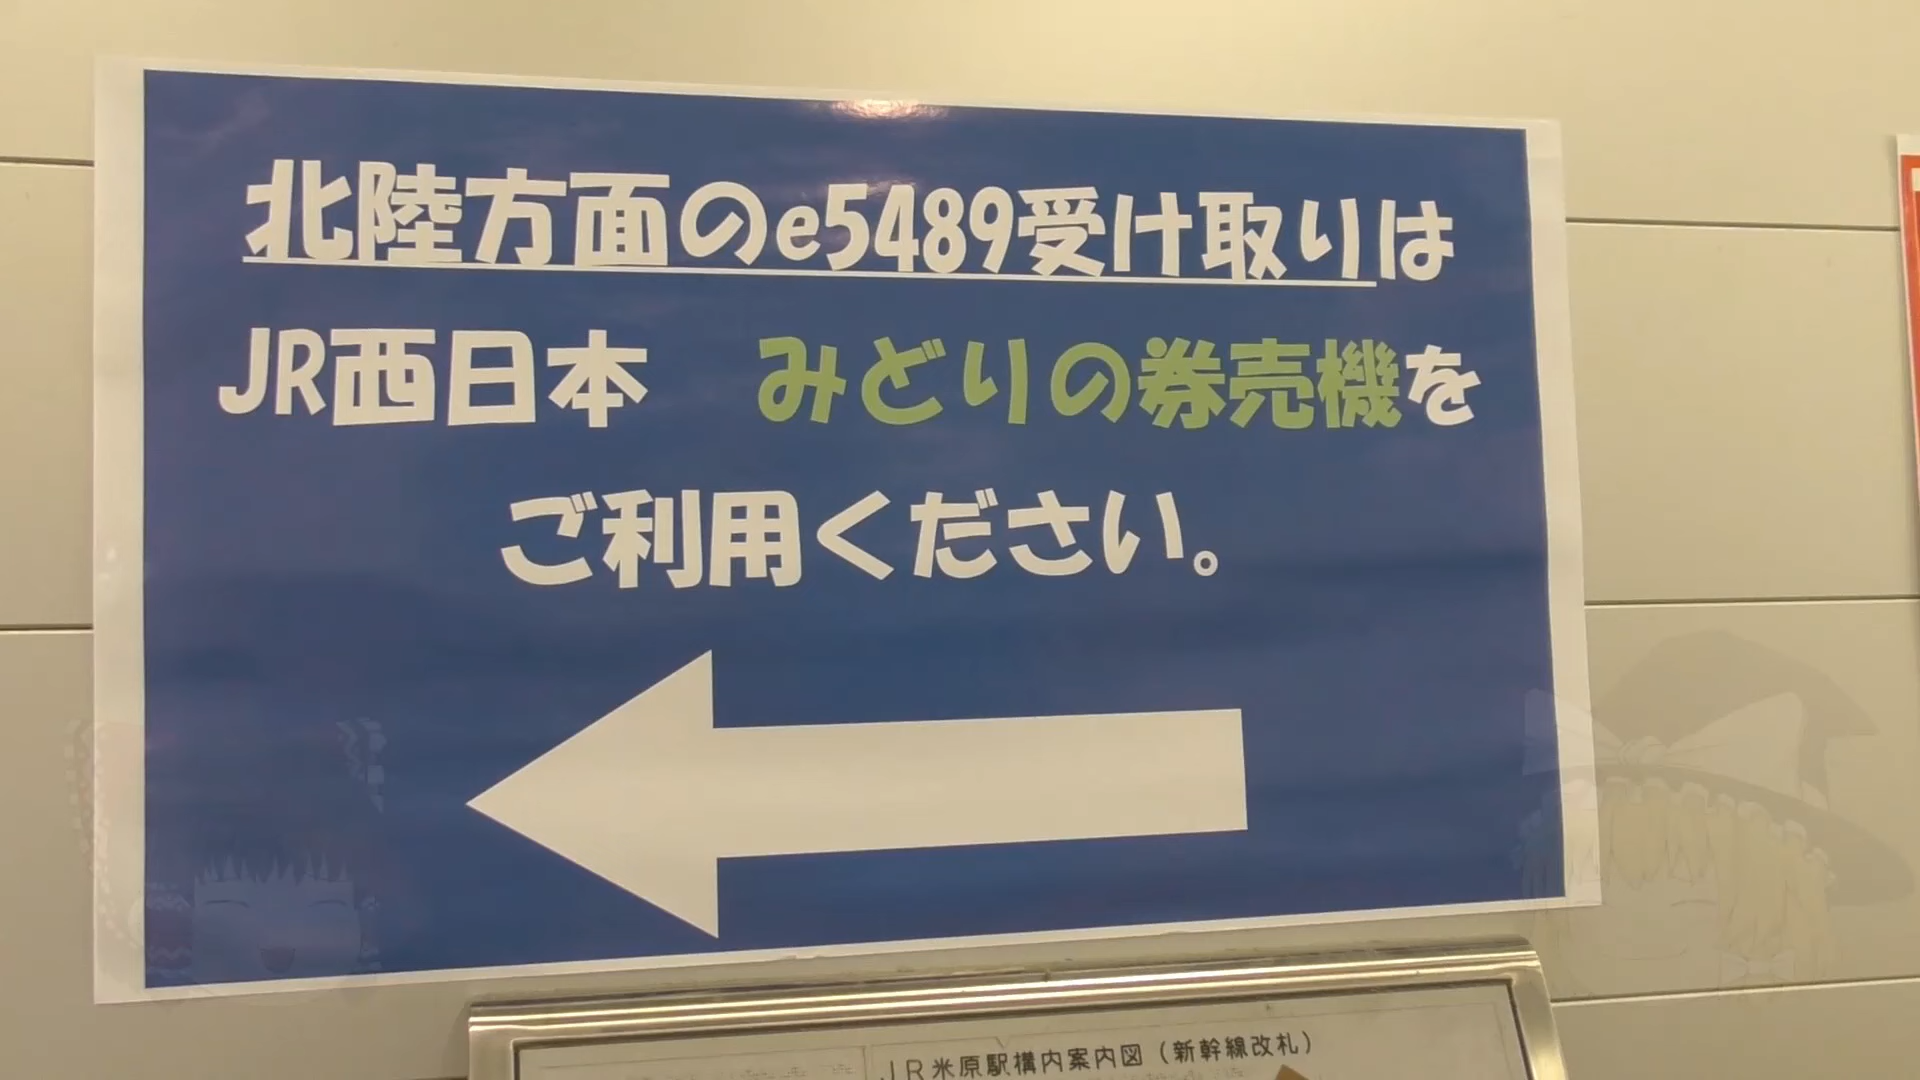 北陸方面のe5489受け取りは
JR西日本　みどりの券売機を
ご利用ください。
JR米原駅構内案内図（新幹線改札）